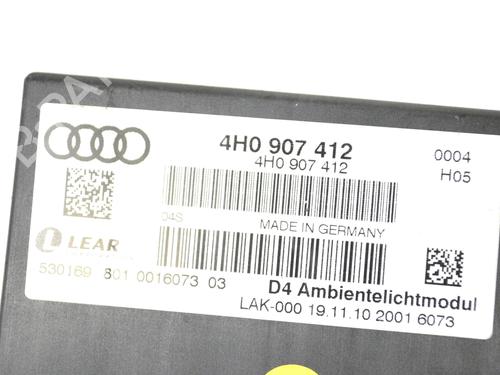 4H0 907 412
4H0 907 412
0004
H05
04S
MADE IN GERMANY
LEAR
530169 801 0016073 03
D4 Ambientelichtmodul
LAK-000 19.11.10 2001 6073